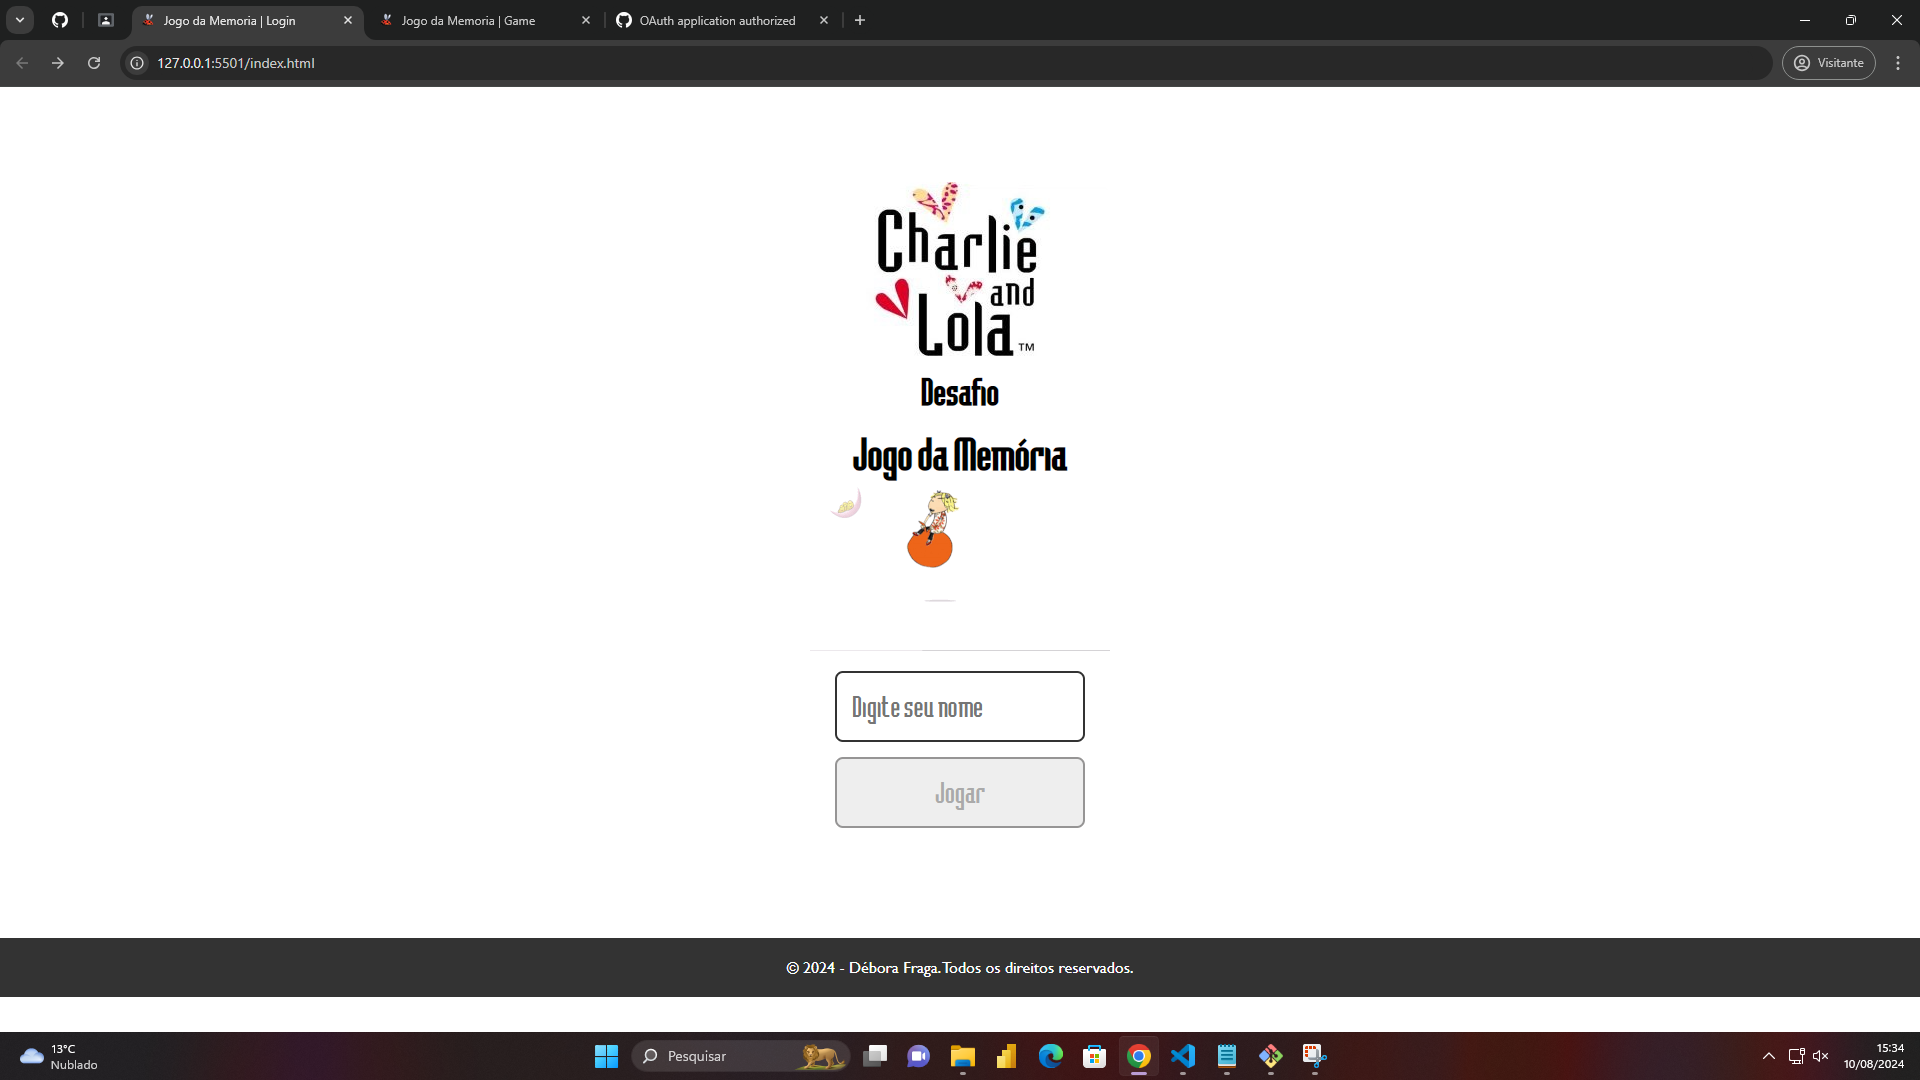 Jogo da Memoria | Login
Jogo da Memoria | Game
OAuth application authorized
127.0.0.1:5501/index.html
Visitante
Charlie
and
Lola™
Desafio
Jogo da Memória
Digite seu nome
Jogar
© 2024 - Débora Fraga.Todos os direitos reservados.
13°C
Nublado
Pesquisar
15:34
10/08/2024